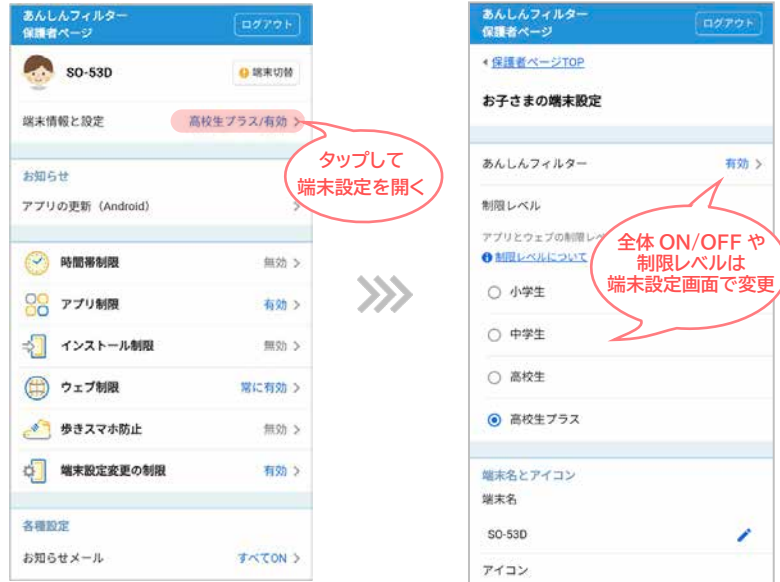 あんしんフィルター
保護者ページ
ログアウト
SO-53D
端末切替
端末情報と設定
高校生プラス/有効
タップして
端末設定を開く
お知らせ
アプリの更新（Android）
時間帯制限
無効
アプリ制限
有効
インストール制限
無効
ウェブ制限
常に有効
歩きスマホ防止
無効
端末設定変更の制限
有効
各種設定
お知らせメール
すべてON
あんしんフィルター
保護者ページ
ログアウト
保護者ページTOP
お子さまの端末設定
あんしんフィルター
有効
制限レベル
アプリとウェブの制限レ
制限レベルについて
全体 ON/OFF や
制限レベルは
端末設定画面で変更
小学生
中学生
高校生
高校生プラス
端末名とアイコン
端末名
SO-53D
アイコン